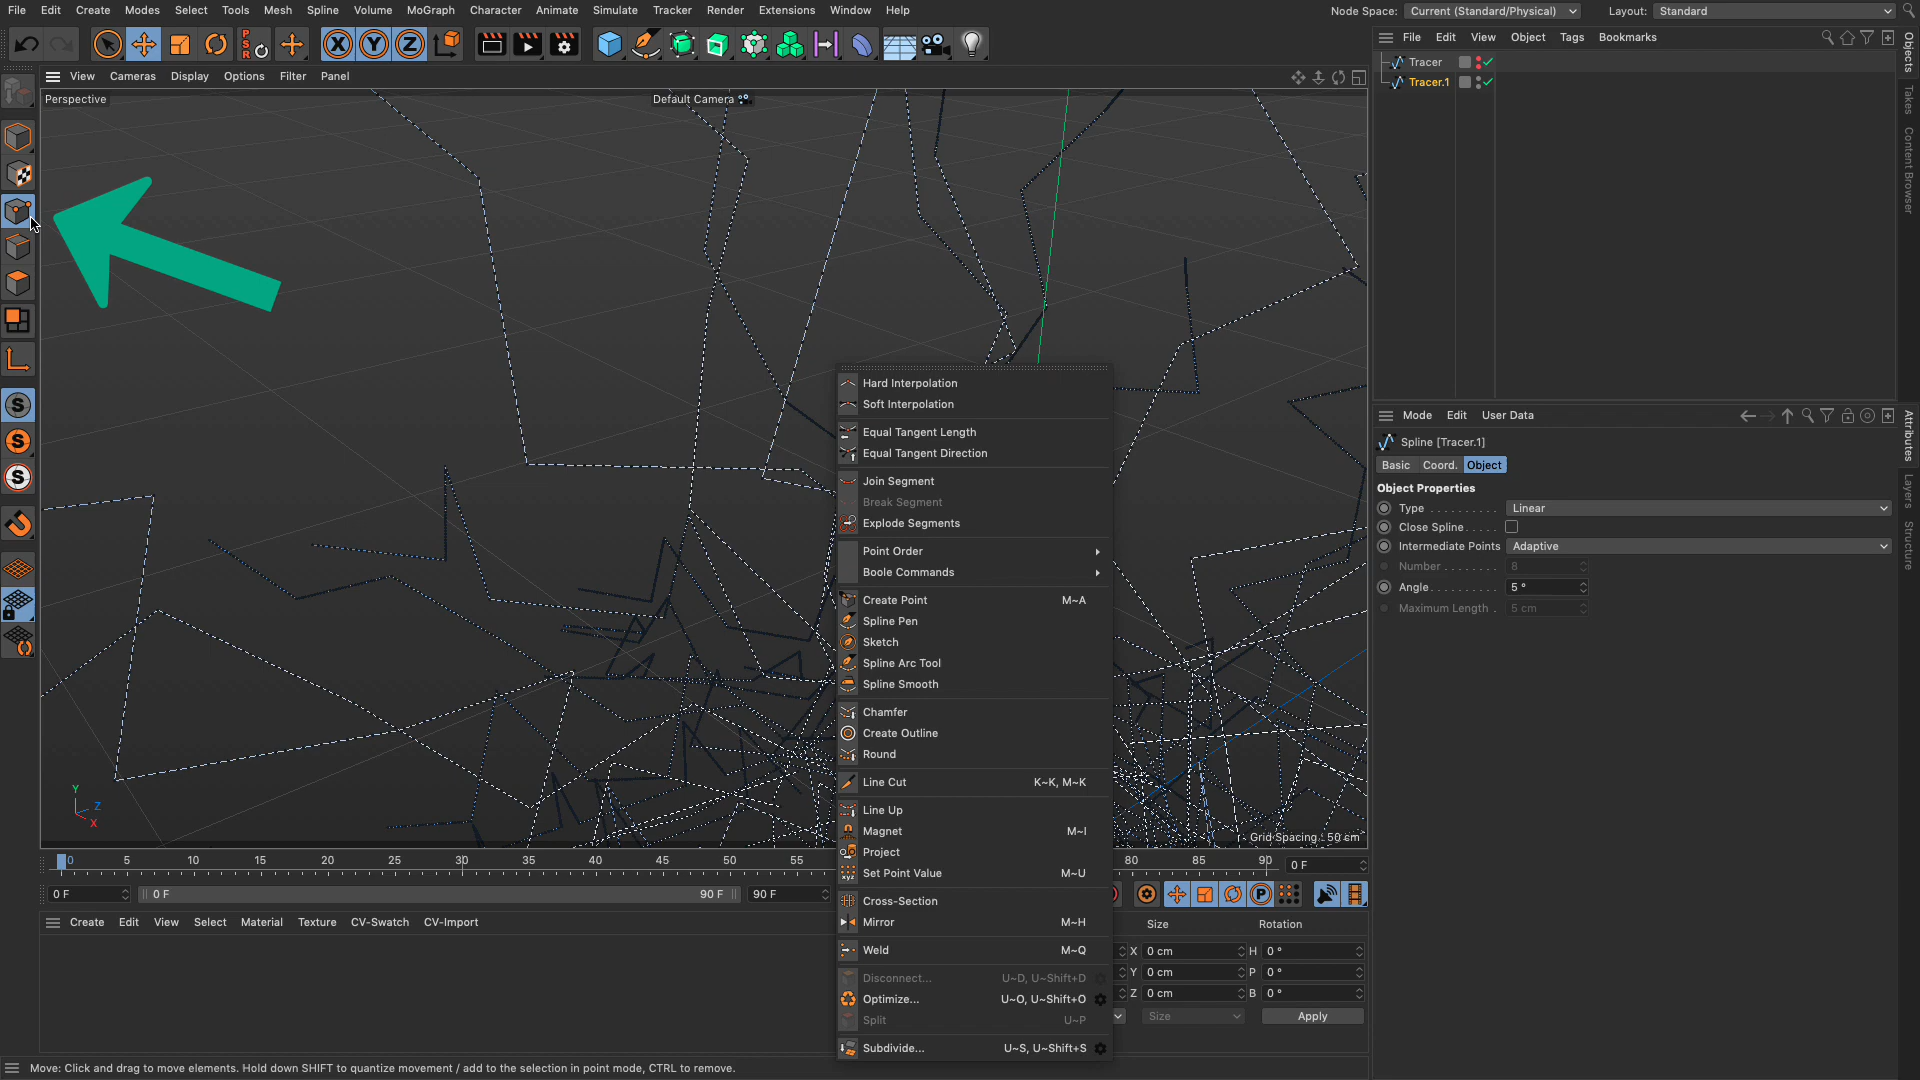 File Edit Create Modes Select Tools Mesh Spline Volume MoGraph Character Animate Simulate Tracker Render Extensions Window Help
Node Space: Current (Standard/Physical) Layout: Standard
PSR
X Y Z
File Edit View Object Tags Bookmarks
View Cameras Display Options Filter Panel
Perspective
Default Camera
Tracer
Tracer.1
Objects
Takes
Content Browser
S
S
S
Hard Interpolation
Soft Interpolation
Equal Tangent Length
Equal Tangent Direction
Join Segment
Break Segment
Explode Segments
Point Order
Boole Commands
Create Point M~A
Spline Pen
Sketch
Spline Arc Tool
Spline Smooth
Chamfer
Create Outline
Round
Line Cut K~K, M~K
Line Up
Magnet M~I
Project
Set Point Value M~U
Cross-Section
Mirror M~H
Weld M~Q
Disconnect... U~D, U~Shift+D
Optimize... U~O, U~Shift+O
Split U~P
Subdivide... U~S, U~Shift+S
Mode Edit User Data
Spline [Tracer.1]
Basic Coord. Object
Object Properties
Type . . . . . . . . . . Linear
Close Spline. . . . .
Intermediate Points Adaptive
Number . . . . . . . . 8
Angle. . . . . . . . . . 5 °
Maximum Length . 5 cm
Attributes
Layers
Structure
Y
Z
X
Grid Spacing : 50 cm
0 5 10 15 20 25 30 35 40 45 50 55 80 85 90 0 F
0 F 0 F 90 F 90 F
P
Create Edit View Select Material Texture CV-Swatch CV-Import
Size Rotation
X 0 cm H 0 °
Y 0 cm P 0 °
Z 0 cm B 0 °
Size Apply
Move: Click and drag to move elements. Hold down SHIFT to quantize movement / add to the selection in point mode, CTRL to remove.